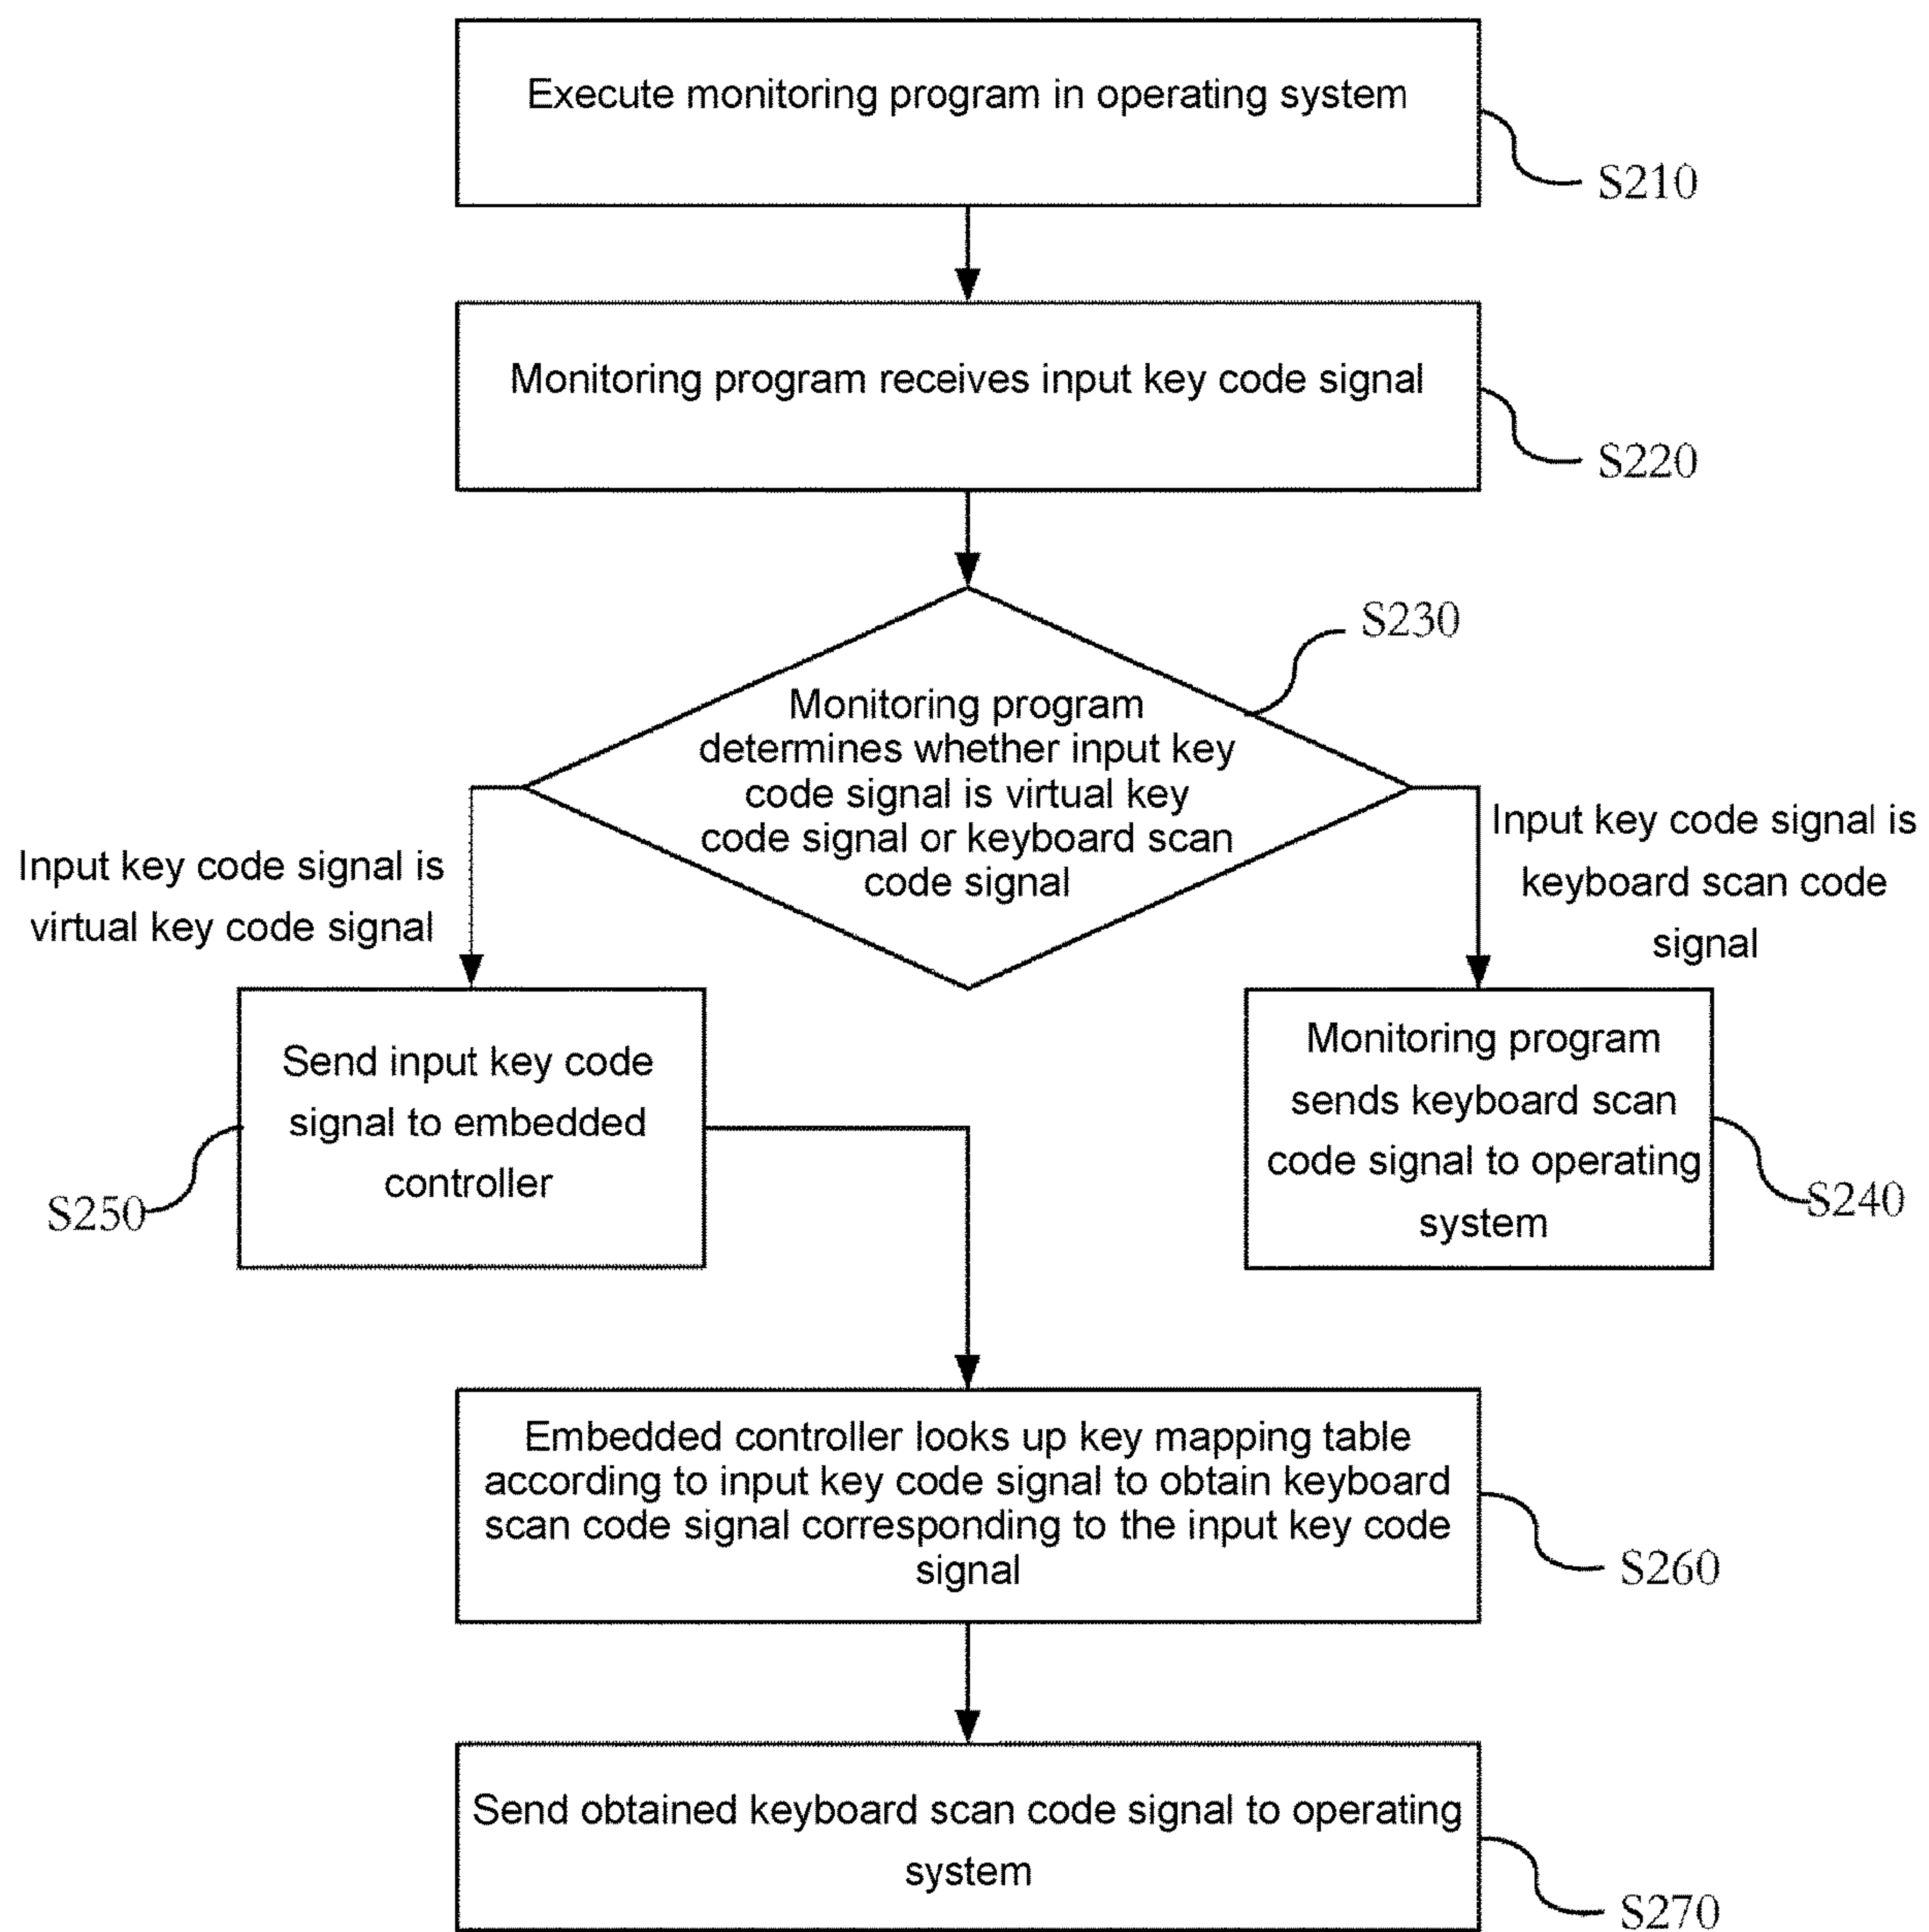 Execute monitoring program in operating system
S210
Monitoring program receives input key code signal
S220
S230
Monitoring program
determines whether input key
code signal is virtual key
code signal or keyboard scan
code signal
Input key code signal is
virtual key code signal
Input key code signal is
keyboard scan code
signal
Send input key code
signal to embedded
controller
S250
Monitoring program
sends keyboard scan
code signal to operating
system
S240
Embedded controller looks up key mapping table
according to input key code signal to obtain keyboard
scan code signal corresponding to the input key code
signal
S260
Send obtained keyboard scan code signal to operating
system
S270